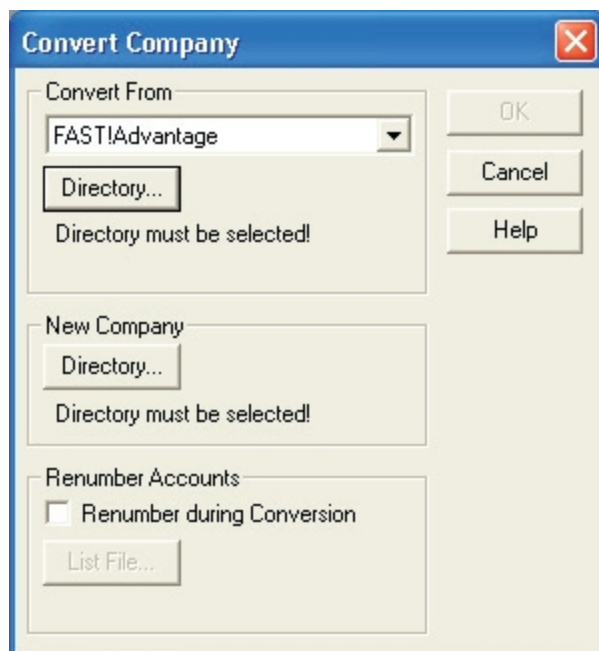 Convert Company
Convert From
FAST!Advantage
Directory...
Directory must be selected!
OK
Cancel
Help
New Company
Directory...
Directory must be selected!
Renumber Accounts
Renumber during Conversion
List File...